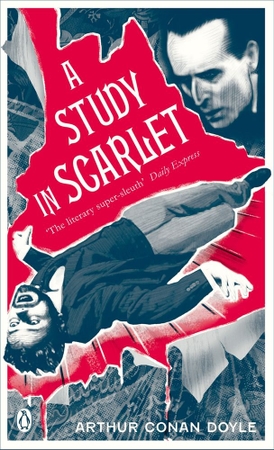 A
STUDY
IN SCARLET
'The literary super-sleuth' Daily Express
ARTHUR CONAN DOYLE